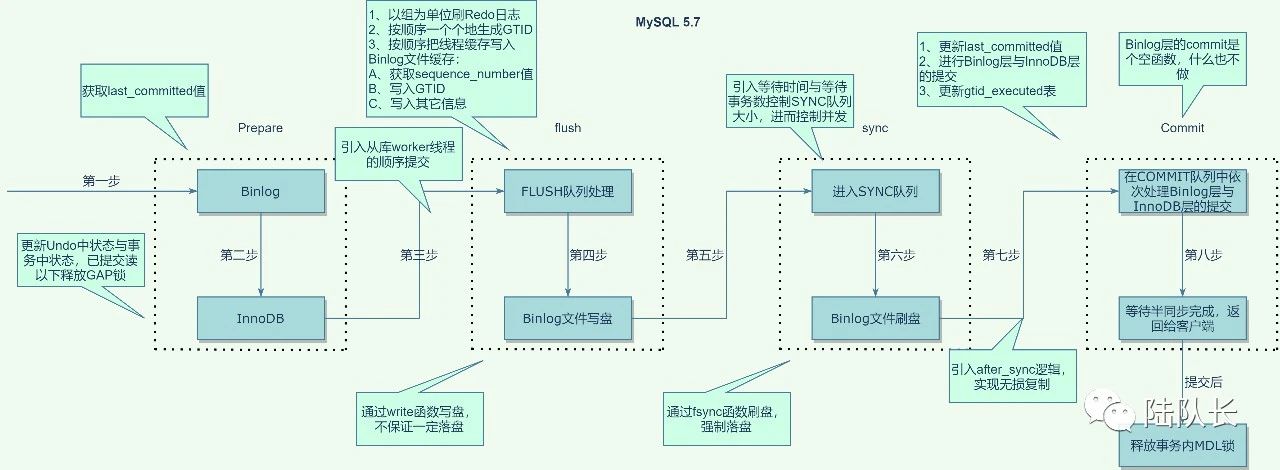 MySQL 5.7
1、以组为单位刷Redo日志
2、按顺序一个个地生成GTID
3、按顺序把线程缓存写入
Binlog文件缓存；
A、获取sequence_number值
B、写入GTID
C、写入其它信息
1、更新last_committed值
2、进行Binlog层与InnoDB层
的提交
3、更新gtid_executed表
Binlog层的commit是
个空函数，什么也不
做
获取last_committed值
引入等待时间与等待
事务数控制SYNC队列
大小，进而控制并发
Prepare
flush
sync
Commit
引入从库worker线程
的顺序提交
第一步
Binlog
FLUSH队列处理
进入SYNC队列
在COMMIT队列中依
次处理Binlog层与
InnoDB层的提交
更新Undo中状态与事
务中状态，已提交读
以下释放GAP锁
第二步
第三步
第四步
第五步
第六步
第七步
第八步
InnoDB
Binlog文件写盘
Binlog文件刷盘
等待半同步完成，返
回给客户端
引入after_sync逻辑，
实现无损复制
提交后
通过write函数写盘，
不保证一定落盘
通过fsync函数刷盘，
强制落盘
陆队长
释放事务内MDL锁